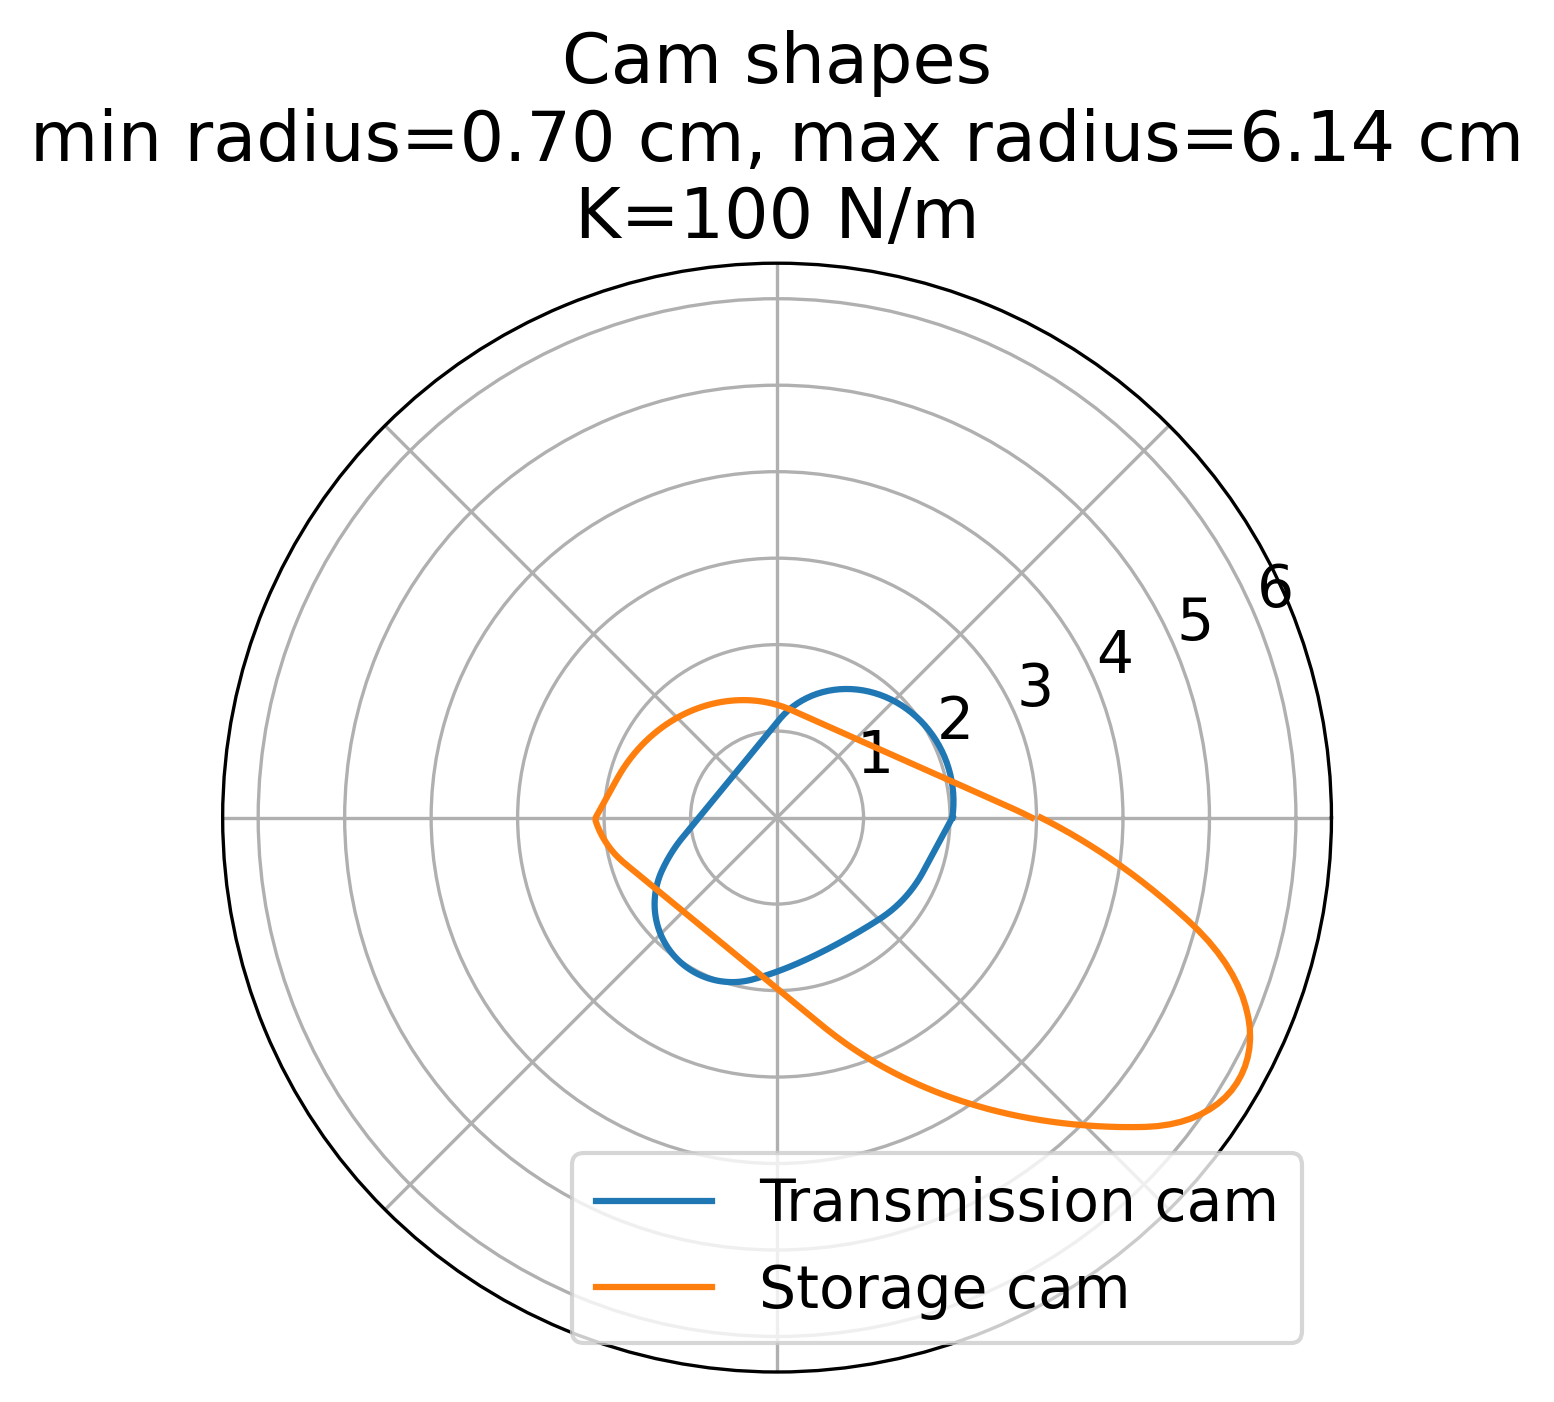 Cam shapes
min radius=0.70 cm, max radius=6.14 cm
K=100 N/m
6
5
4
3
2
1
Transmission cam
Storage cam